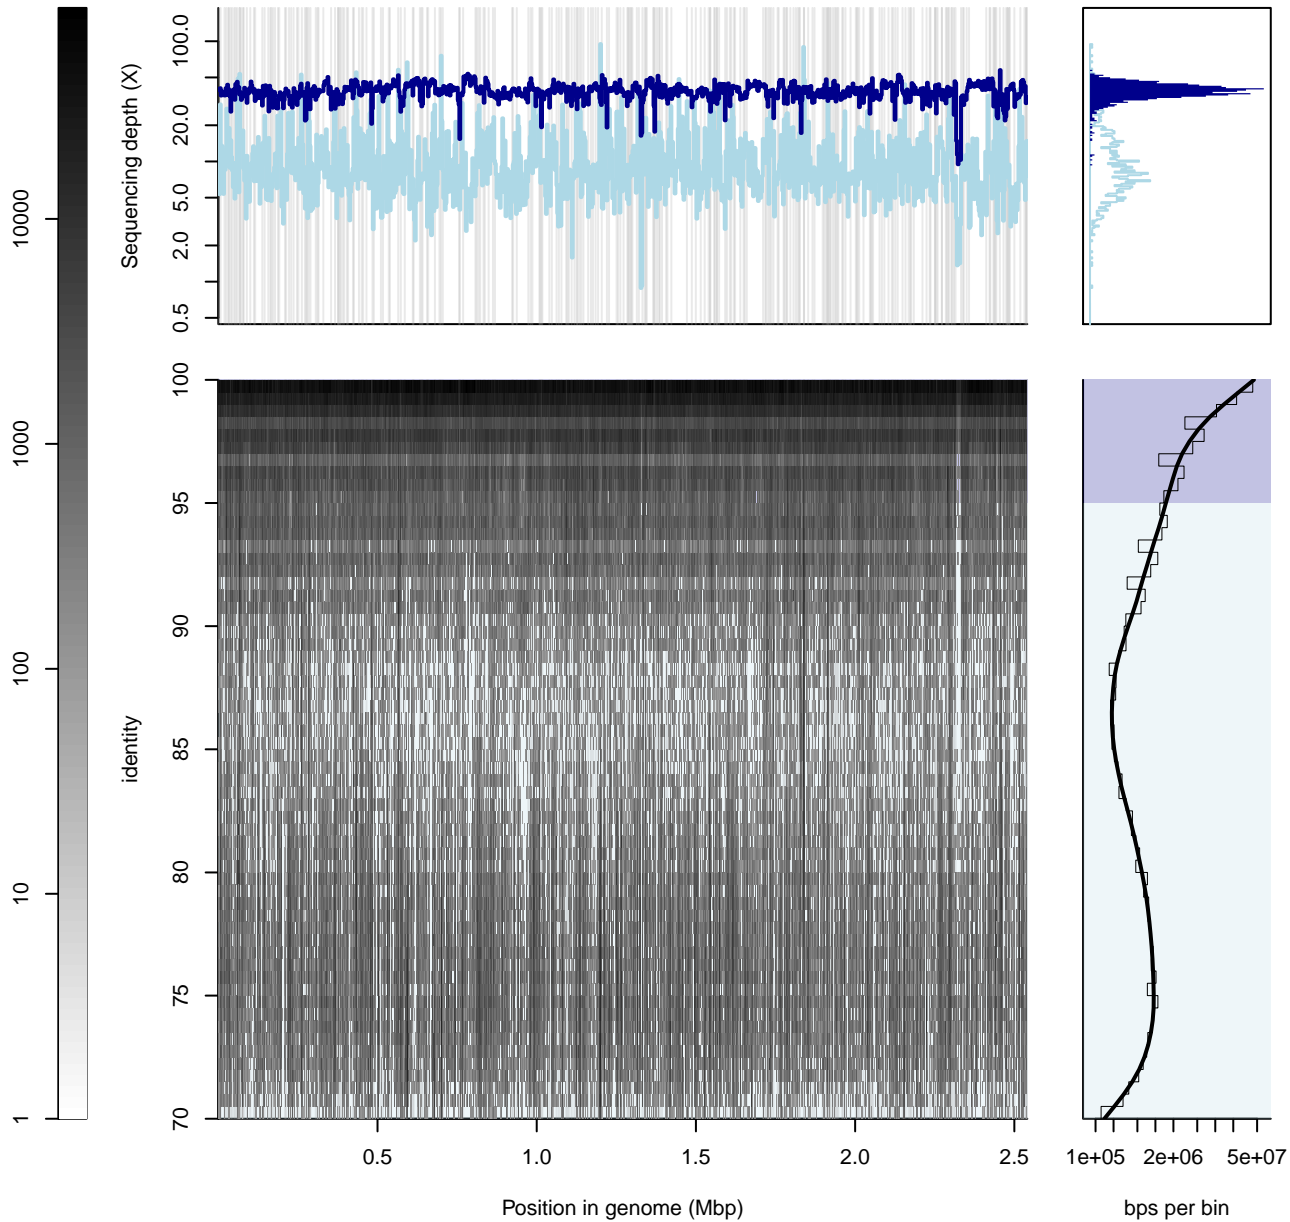 10000
1000
100
10
1
Sequencing depth (X)
100.0
20.0
5.0
2.0
0.5
identity
100
95
90
85
80
75
70
0.5 1.0 1.5 2.0 2.5
Position in genome (Mbp)
1e+05 2e+06 5e+07
bps per bin